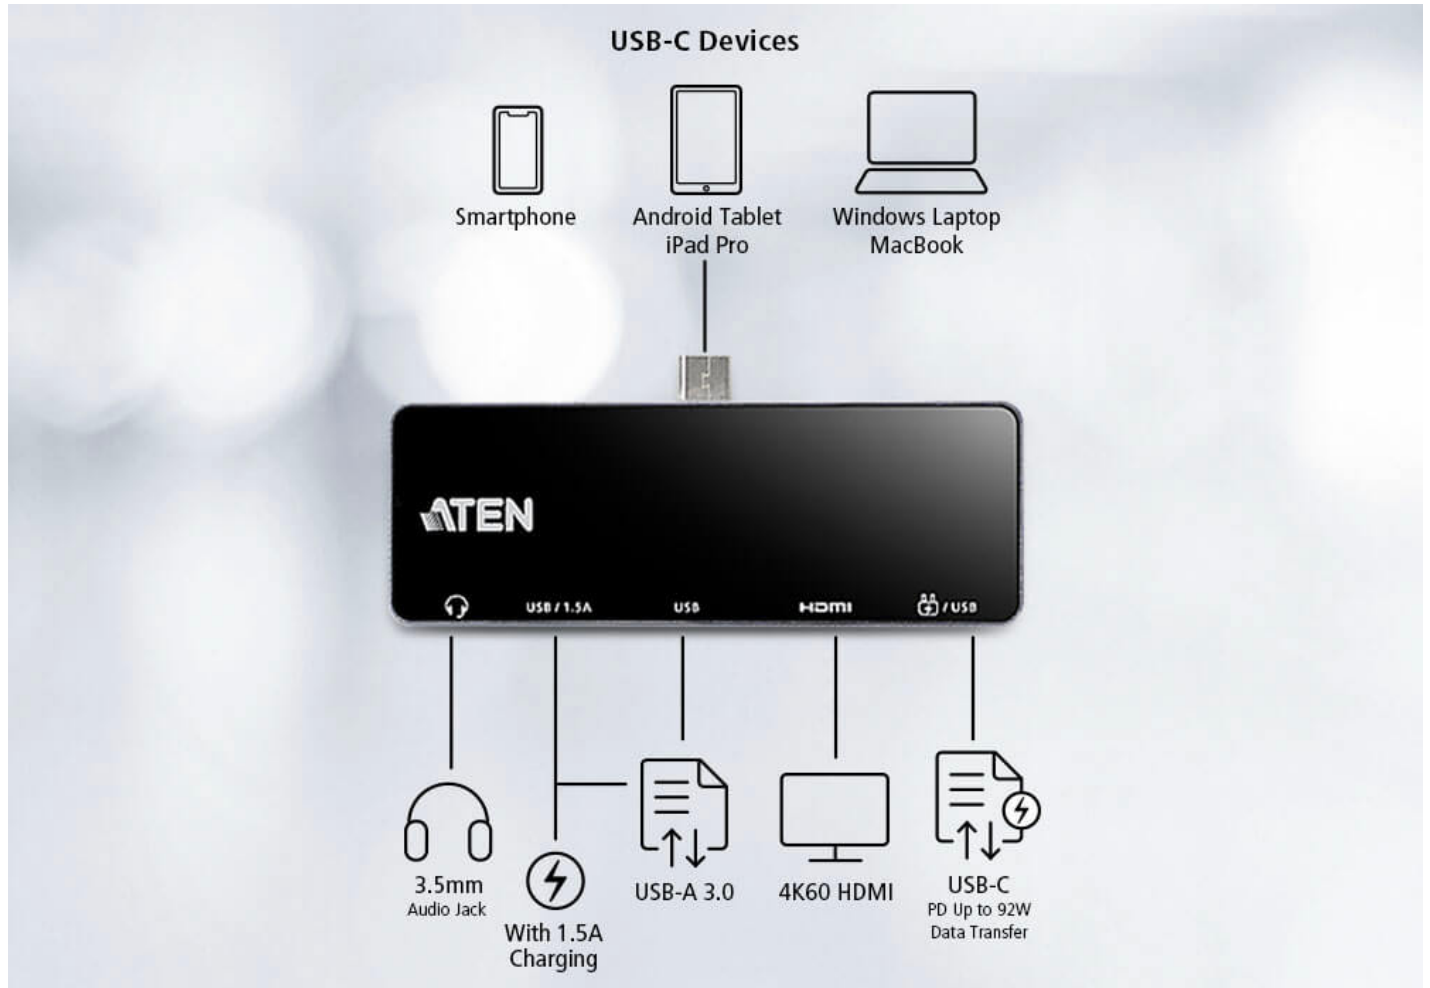 USB-C Devices
Smartphone
Android Tablet
iPad Pro
Windows Laptop
MacBook
ATEN
USB / 1.5A
USB
HDMI
/ USB
3.5mm
Audio Jack
With 1.5A
Charging
USB-A 3.0
4K60 HDMI
USB-C
PD Up to 92W
Data Transfer